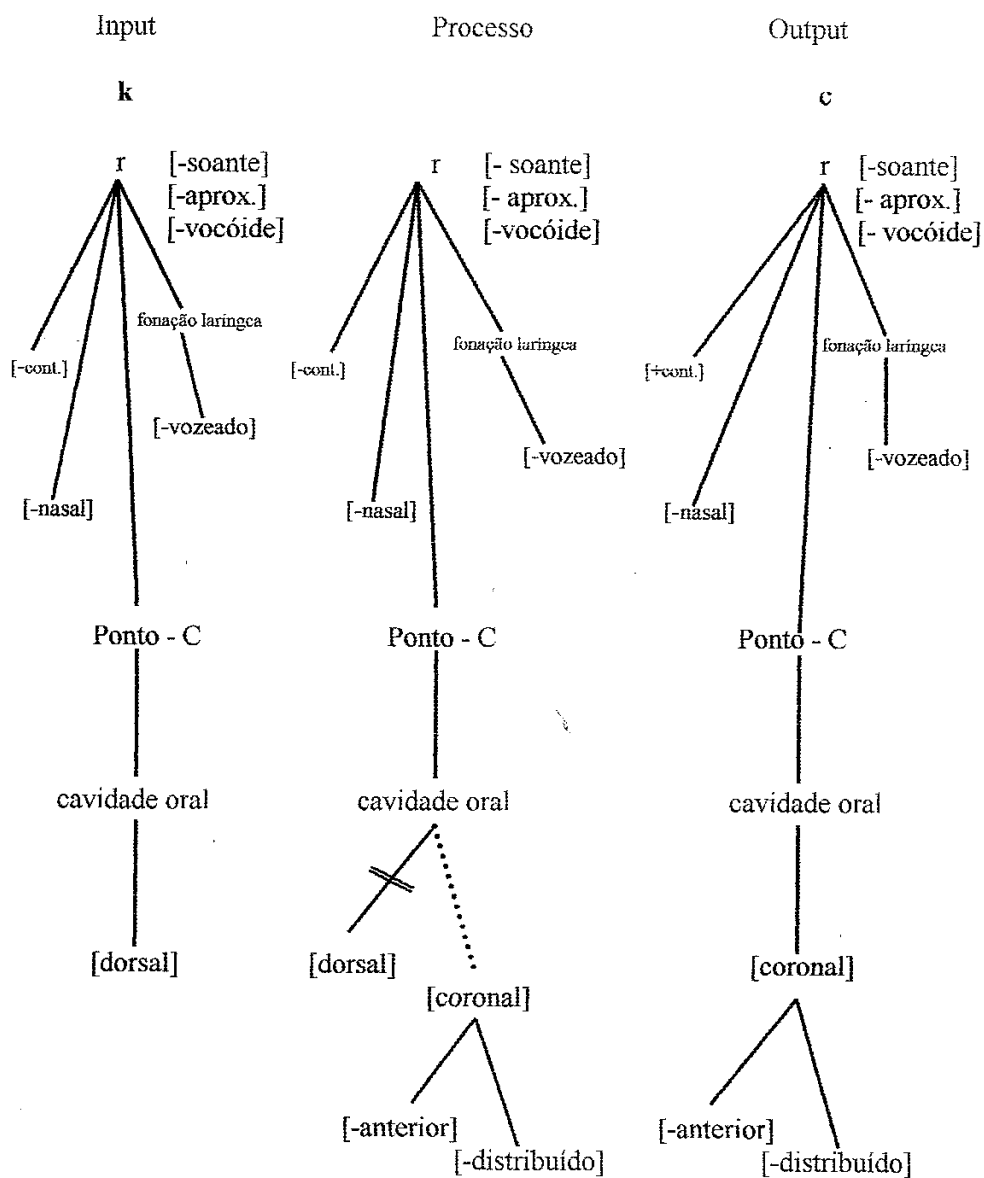 Input Processo Output
k c
r [-soante] r [- soante] r [-soante]
[-aprox.] [- aprox.] [- aprox.]
[-vocóide] [-vocóide] [- vocóide]
fonação laríngea fonação laríngea fonação laríngea
[-cont.] [-cont.] [+cont.]
[-vozeado] [-vozeado] [-vozeado]
[-nasal] [-nasal] [-nasal]
Ponto - C Ponto - C Ponto - C
cavidade oral cavidade oral cavidade oral
[dorsal] [dorsal] [coronal]
[coronal]
[-anterior] [-anterior]
[-distribuído] [-distribuído]